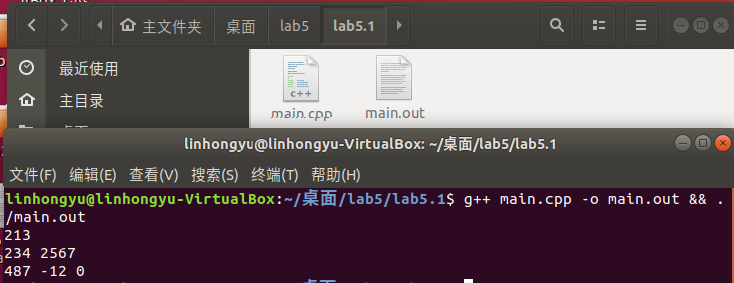 主文件夹 桌面 lab5 lab5.1
最近使用
c++
main.cpp main.out
主目录
linhongyu@linhongyu-VirtualBox: ~/桌面/lab5/lab5.1
文件(F) 编辑(E) 查看(V) 搜索(S) 终端(T) 帮助(H)
linhongyu@linhongyu-VirtualBox:~/桌面/lab5/lab5.1$ g++ main.cpp -o main.out && .
/main.out
213
234 2567
487 -12 0